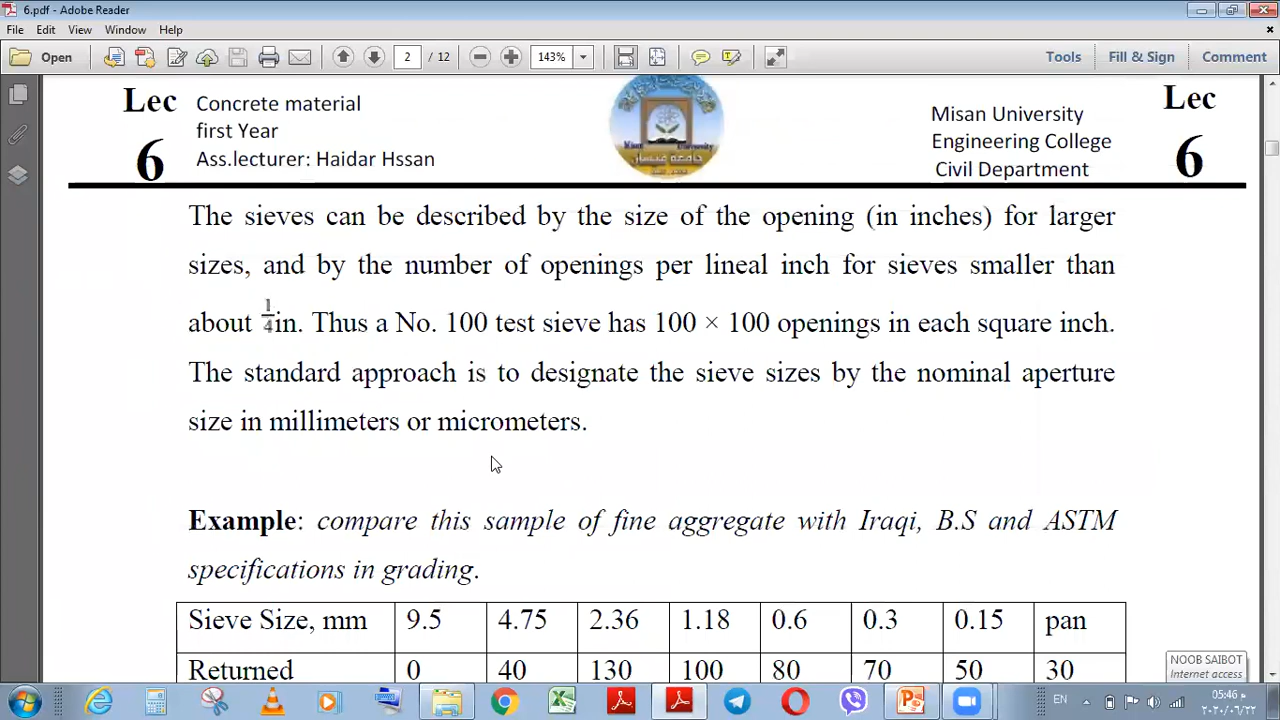 6.pdf - Adobe Reader
File Edit View Window Help
Open 2 / 12 143% Tools Fill & Sign Comment
Lec
6
Concrete material
first Year
Ass.lecturer: Haidar Hssan
Misan University
Engineering College
Civil Department
Lec
6
The sieves can be described by the size of the opening (in inches) for larger
sizes, and by the number of openings per lineal inch for sieves smaller than
about 1/4 in. Thus a No. 100 test sieve has 100 × 100 openings in each square inch.
The standard approach is to designate the sieve sizes by the nominal aperture
size in millimeters or micrometers.
Example: compare this sample of fine aggregate with Iraqi, B.S and ASTM
specifications in grading.
Sieve Size, mm 9.5 4.75 2.36 1.18 0.6 0.3 0.15 pan
Returned 0 40 130 100 80 70 50 30
NOOB SAIBOT
Internet access
EN 05:46 م
٢٠٢٠/٠٦/٢٢